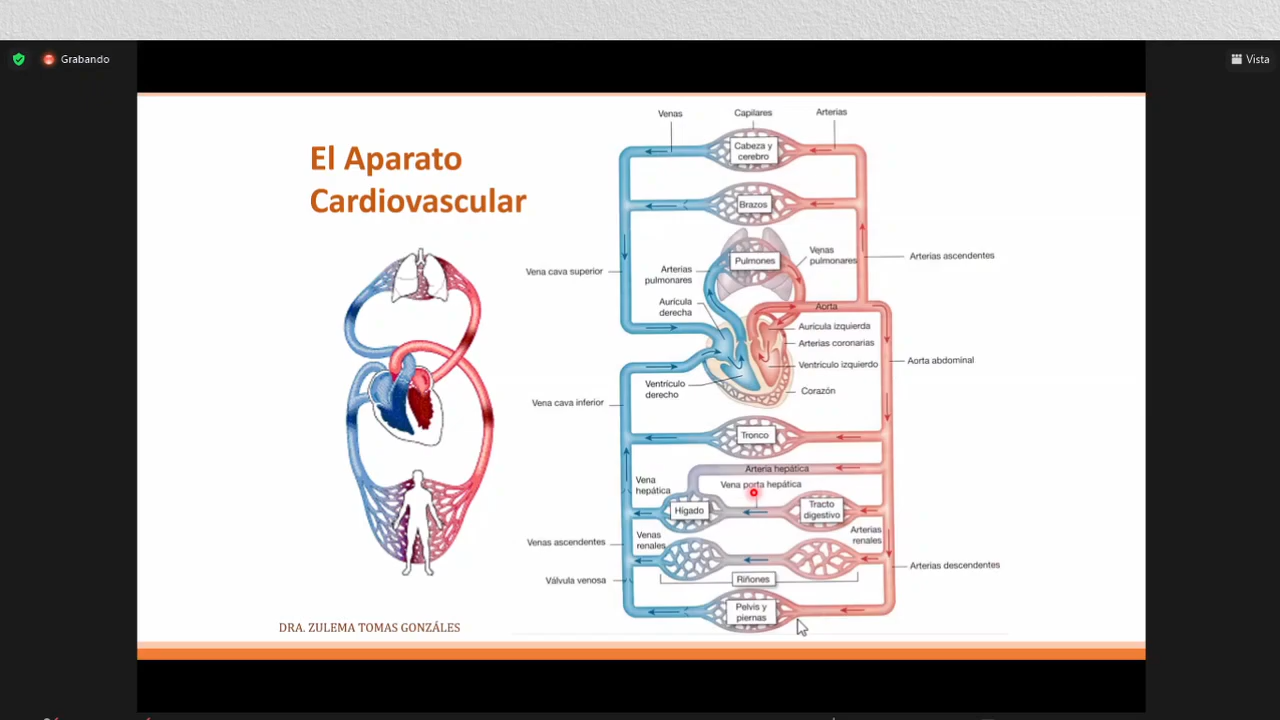 Grabando
Vista
El Aparato
Cardiovascular
Venas
Capilares
Arterias
Cabeza y
cerebro
Brazos
Pulmones
Venas
pulmonares
Arterias ascendentes
Arterias
pulmonares
Vena cava superior
Aurícula
derecha
Aorta
Aurícula izquierda
Arterias coronarias
Aorta abdominal
Ventrículo izquierdo
Ventrículo
derecho
Corazón
Vena cava inferior
Tronco
Arteria hepática
Vena
hepática
Vena porta hepática
Hígado
Tracto
digestivo
Arterias
renales
Venas
renales
Venas ascendentes
Arterias descendentes
Válvula venosa
Riñones
Pelvis y
piernas
DRA. ZULEMA TOMAS GONZÁLES